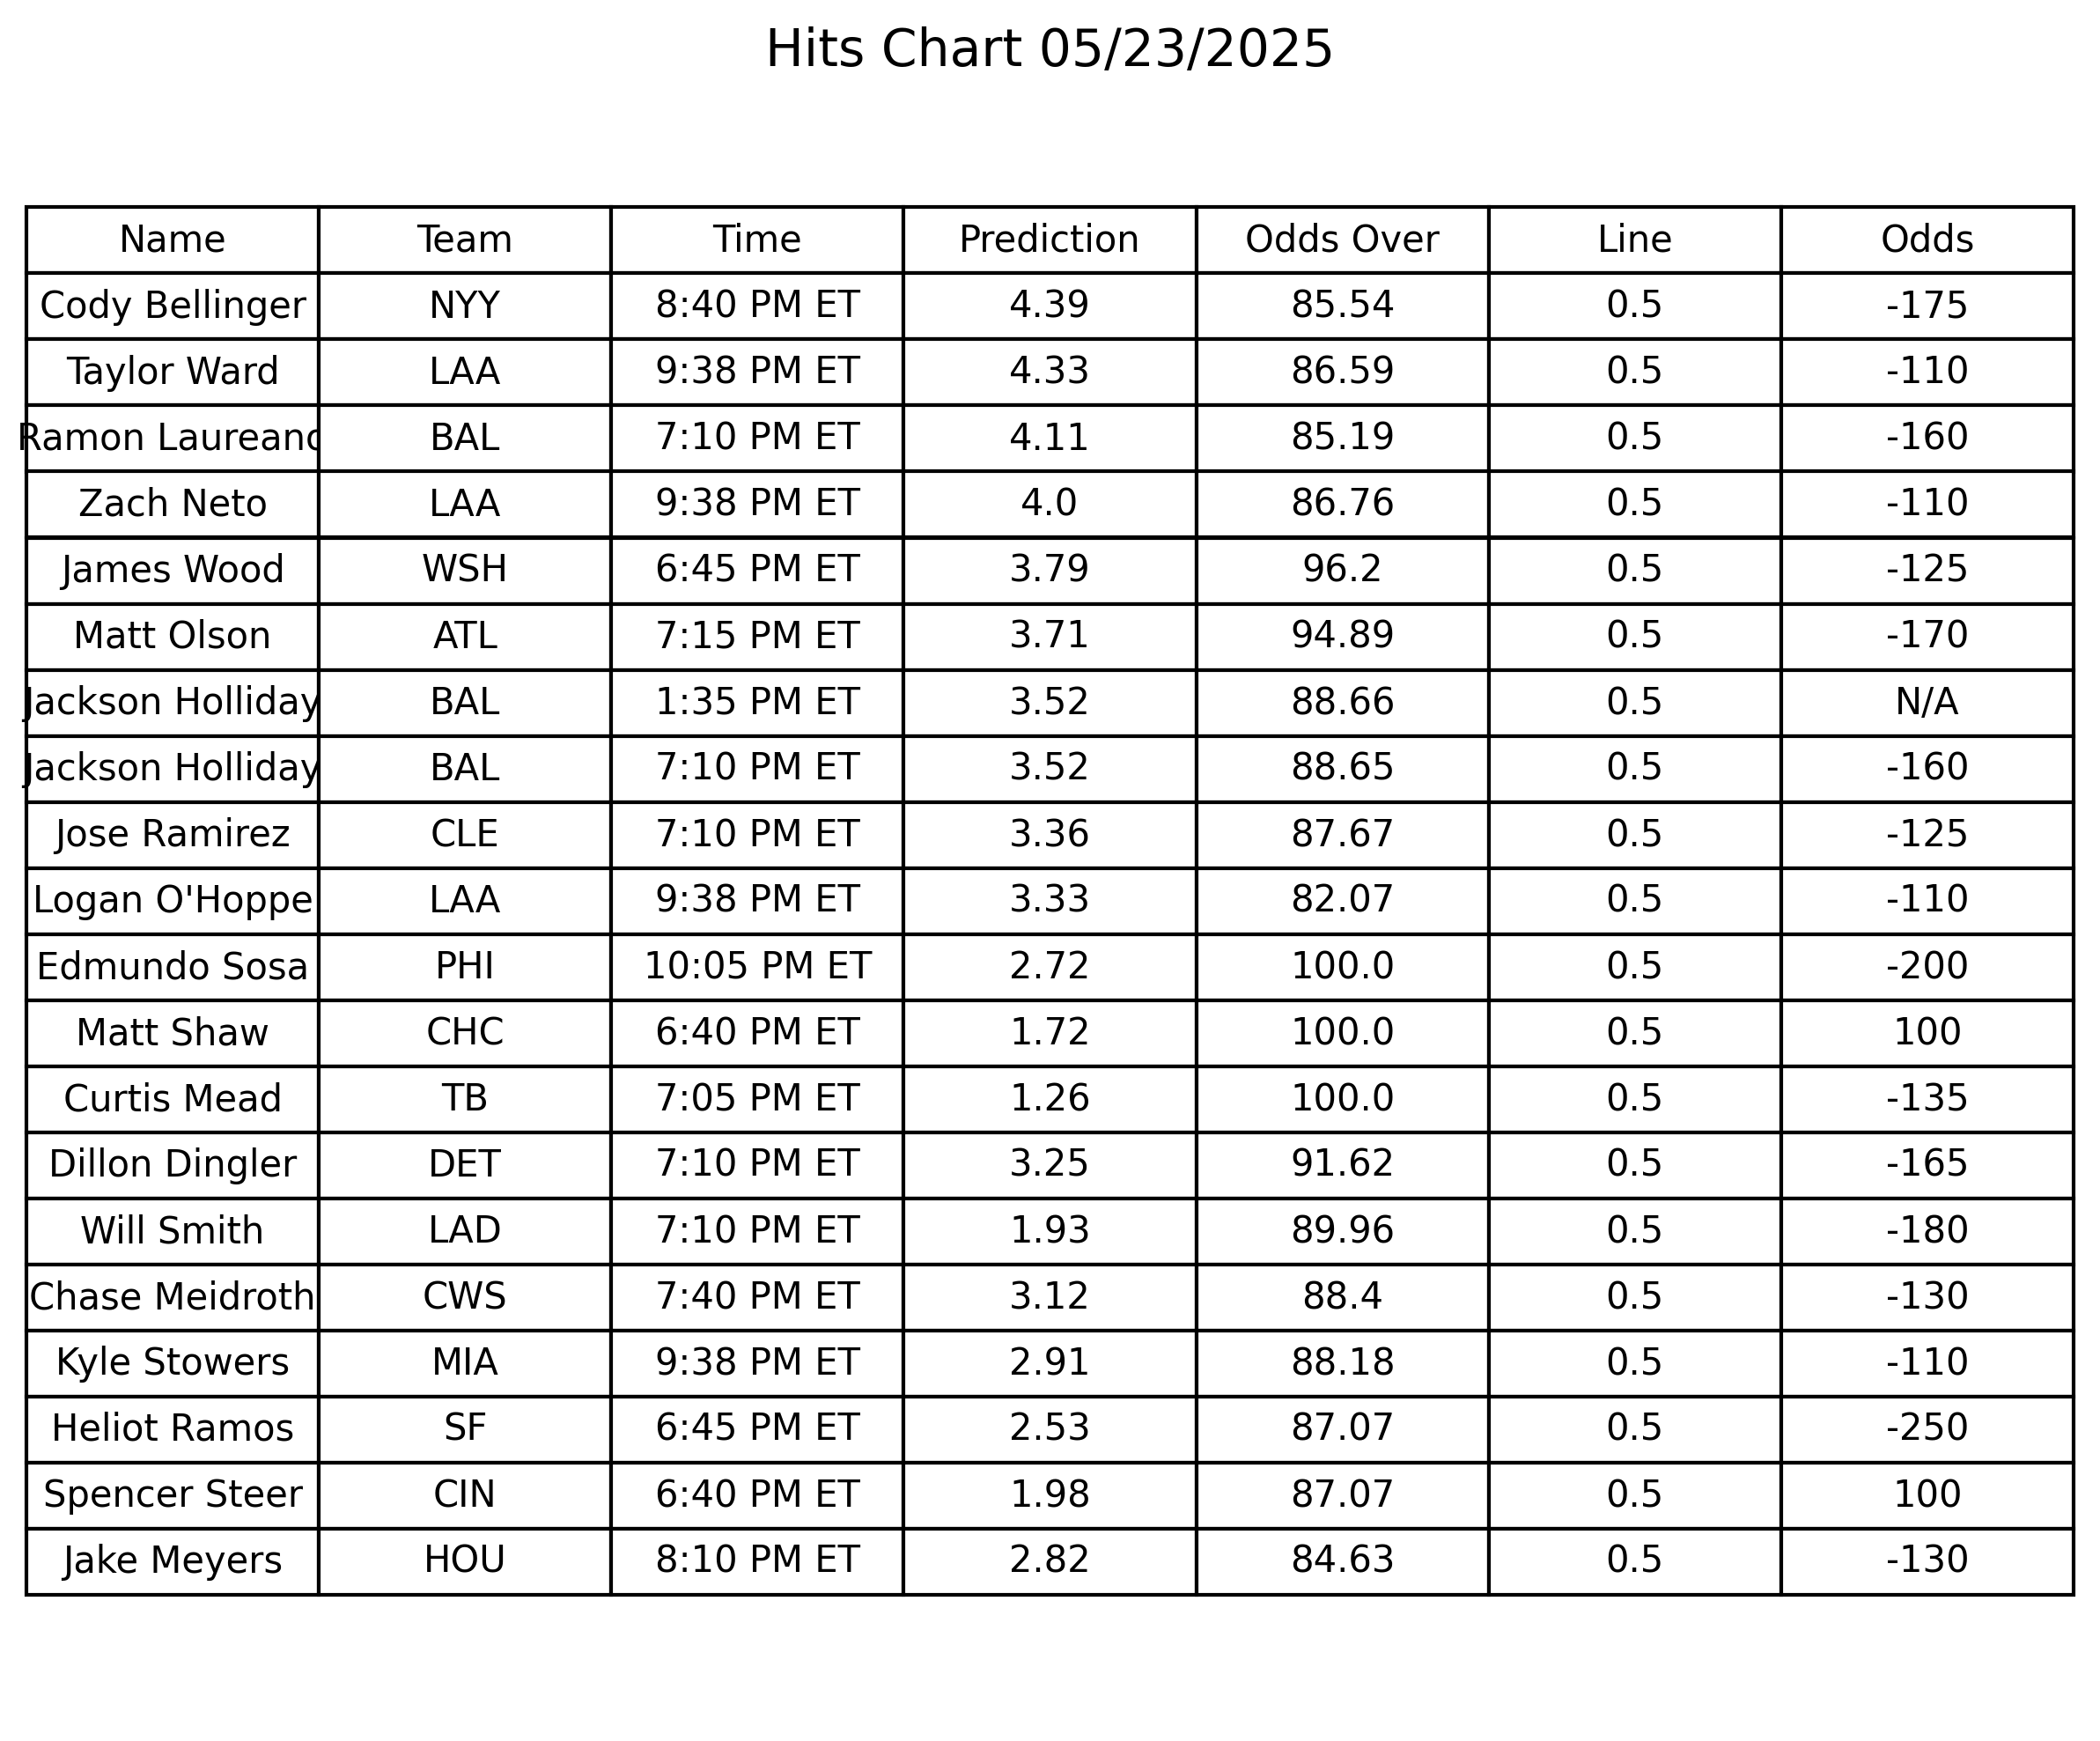 Hits Chart 05/23/2025
Name Team Time Prediction Odds Over Line Odds
Cody Bellinger NYY 8:40 PM ET 4.39 85.54 0.5 -175
Taylor Ward LAA 9:38 PM ET 4.33 86.59 0.5 -110
Ramon Laureano BAL 7:10 PM ET 4.11 85.19 0.5 -160
Zach Neto LAA 9:38 PM ET 4.0 86.76 0.5 -110
James Wood WSH 6:45 PM ET 3.79 96.2 0.5 -125
Matt Olson ATL 7:15 PM ET 3.71 94.89 0.5 -170
Jackson Holliday BAL 1:35 PM ET 3.52 88.66 0.5 N/A
Jackson Holliday BAL 7:10 PM ET 3.52 88.65 0.5 -160
Jose Ramirez CLE 7:10 PM ET 3.36 87.67 0.5 -125
Logan O'Hoppe LAA 9:38 PM ET 3.33 82.07 0.5 -110
Edmundo Sosa PHI 10:05 PM ET 2.72 100.0 0.5 -200
Matt Shaw CHC 6:40 PM ET 1.72 100.0 0.5 100
Curtis Mead TB 7:05 PM ET 1.26 100.0 0.5 -135
Dillon Dingler DET 7:10 PM ET 3.25 91.62 0.5 -165
Will Smith LAD 7:10 PM ET 1.93 89.96 0.5 -180
Chase Meidroth CWS 7:40 PM ET 3.12 88.4 0.5 -130
Kyle Stowers MIA 9:38 PM ET 2.91 88.18 0.5 -110
Heliot Ramos SF 6:45 PM ET 2.53 87.07 0.5 -250
Spencer Steer CIN 6:40 PM ET 1.98 87.07 0.5 100
Jake Meyers HOU 8:10 PM ET 2.82 84.63 0.5 -130